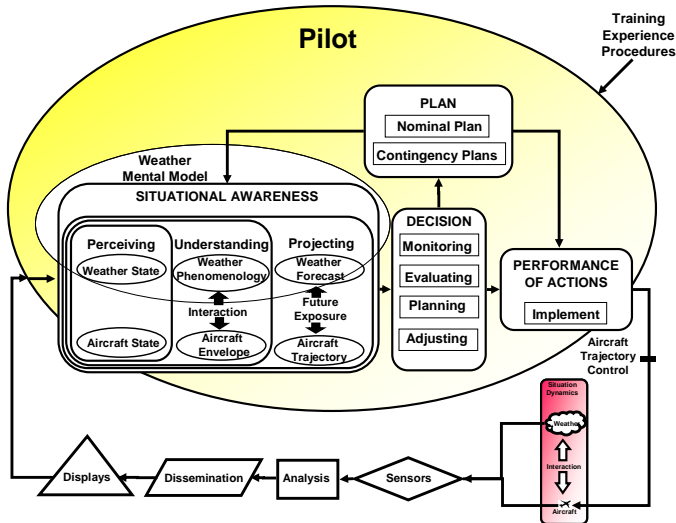 Training
Experience
Procedures
Pilot
PLAN
Nominal Plan
Contingency Plans
Weather
Mental Model
SITUATIONAL AWARENESS
Perceiving
Weather State
Aircraft State
Understanding
Weather
Phenomenology
Interaction
Aircraft
Envelope
Projecting
Weather
Forecast
Future
Exposure
Aircraft
Trajectory
DECISION
Monitoring
Evaluating
Planning
Adjusting
PERFORMANCE
OF ACTIONS
Implement
Aircraft
Trajectory
Control
Situation
Dynamics
Weather
Interaction
Aircraft
Displays
Dissemination
Analysis
Sensors